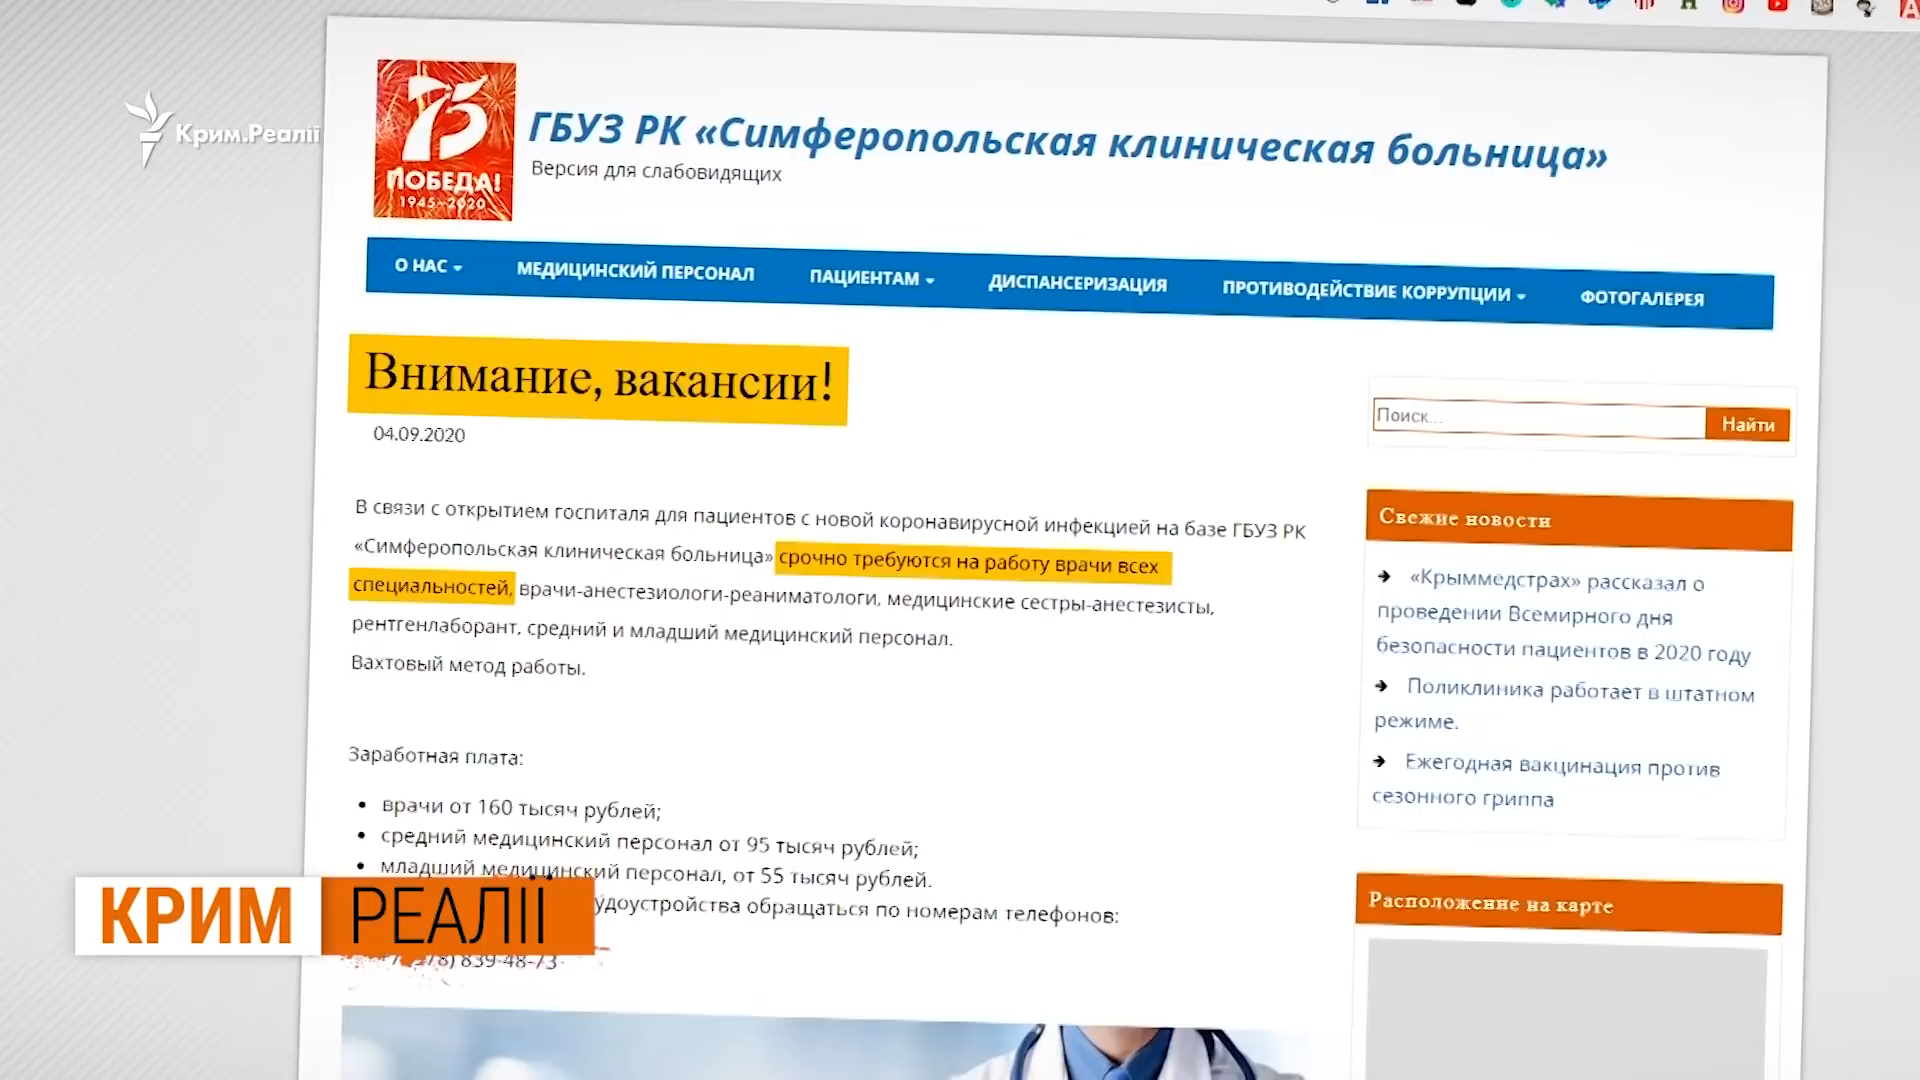 Крим.Реалії
75
ПОБЕДА!
1945-2020
ГБУЗ РК «Симферопольская клиническая больница»
Версия для слабовидящих
О НАС
МЕДИЦИНСКИЙ ПЕРСОНАЛ
ПАЦИЕНТАМ
ДИСПАНСЕРИЗАЦИЯ
ПРОТИВОДЕЙСТВИЕ КОРРУПЦИИ
ФОТОГАЛЕРЕЯ
Внимание, вакансии!
04.09.2020
В связи с открытием госпиталя для пациентов с новой коронавирусной инфекцией на базе ГБУЗ РК
«Симферопольская клиническая больница» срочно требуются на работу врачи всех
специальностей, врачи-анестезиологи-реаниматологи, медицинские сестры-анестезисты,
рентгенлаборант, средний и младший медицинский персонал.
Вахтовый метод работы.
Заработная плата:
врачи от 160 тысяч рублей;
средний медицинский персонал от 95 тысяч рублей;
младший медицинский персонал, от 55 тысяч рублей.
обращаться по номерам телефонов:
839-48-73
Поиск...
Найти
Свежие новости
«Крыммедстрах» рассказал о
проведении Всемирного дня
безопасности пациентов в 2020 году
Поликлиника работает в штатном
режиме.
Ежегодная вакцинация против
сезонного гриппа
Расположение на карте
КРИМ РЕАЛІЇ